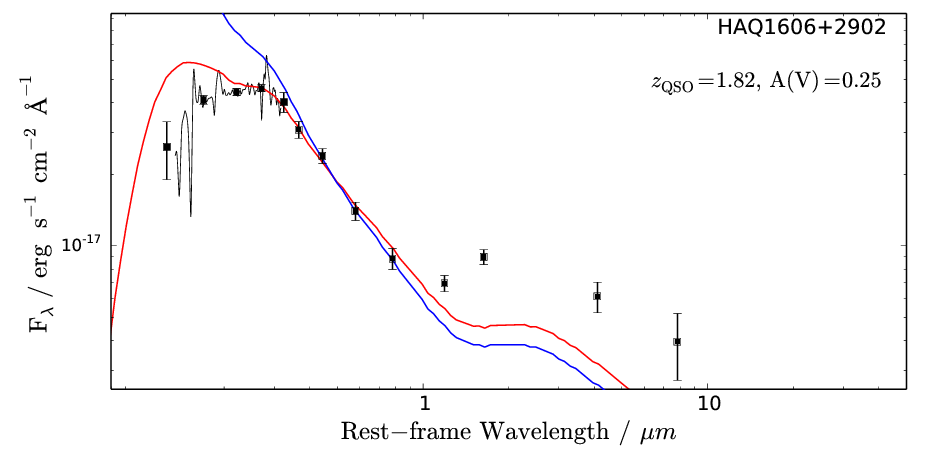 HAQ1606+2902
z_QSO=1.82, A(V)=0.25
F_λ / erg s⁻¹ cm⁻² Å⁻¹
10⁻¹⁷
1 10
Rest−frame Wavelength / μm